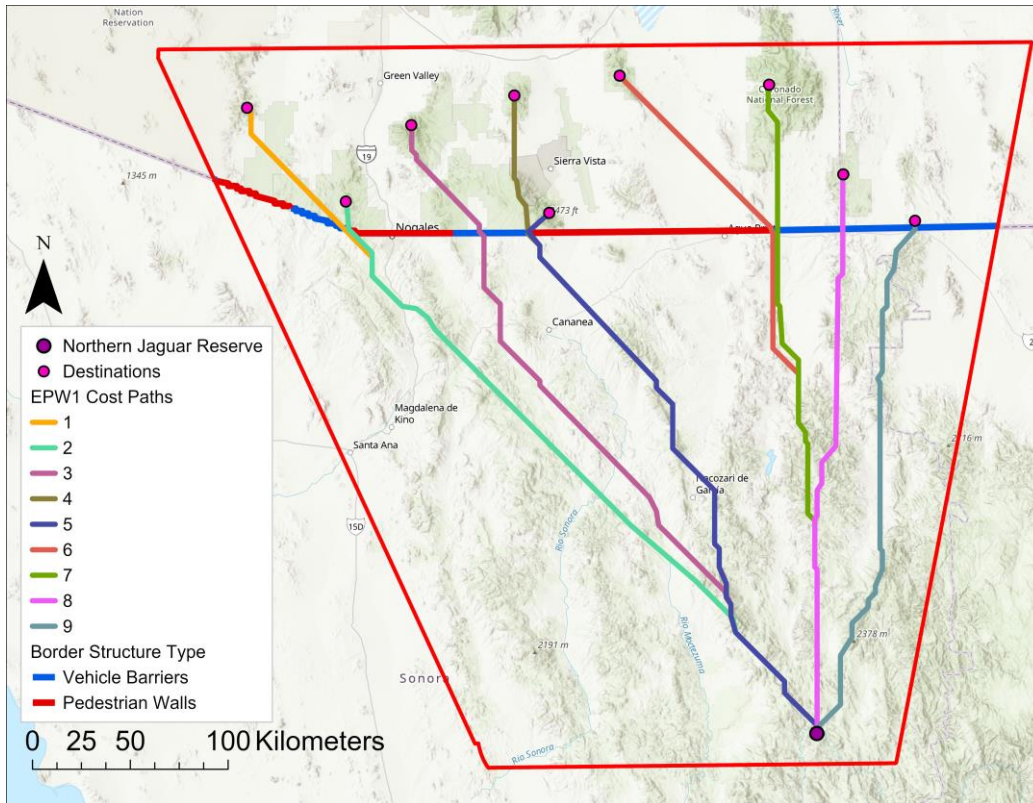 Nation
Reservation
Green Valley
River
Coronado
National Forest
19
Sierra Vista
1345 m
473 ft
Nogales
Agua
N
2
Cananea
Northern Jaguar Reserve
Destinations
EPW1 Cost Paths
1
2
3
4
5
6
7
8
9
Border Structure Type
Vehicle Barriers
Pedestrian Walls
Magdalena de
Kino
Santa Ana
16 m
Nacozari de
García
15D
Rio Sonora
Rio Moctezuma
2378 m
2191 m
Sonora
Rio Sonora
0 25 50 100 Kilometers